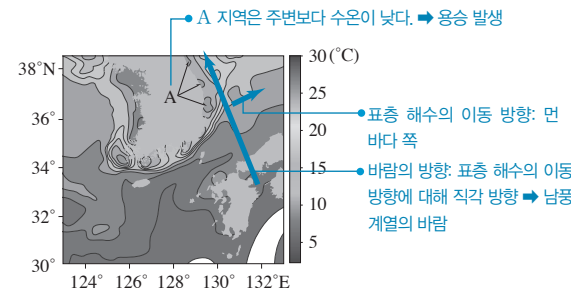 A 지역은 주변보다 수온이 낮다. ➡ 용승 발생
38°N
36°
34°
32°
30°
A
124° 126° 128° 130° 132°E
30(℃)
25
20
15
10
5
표층 해수의 이동 방향: 먼
바다 쪽
바람의 방향: 표층 해수의 이동
방향에 대해 직각 방향 ➡ 남풍
계열의 바람